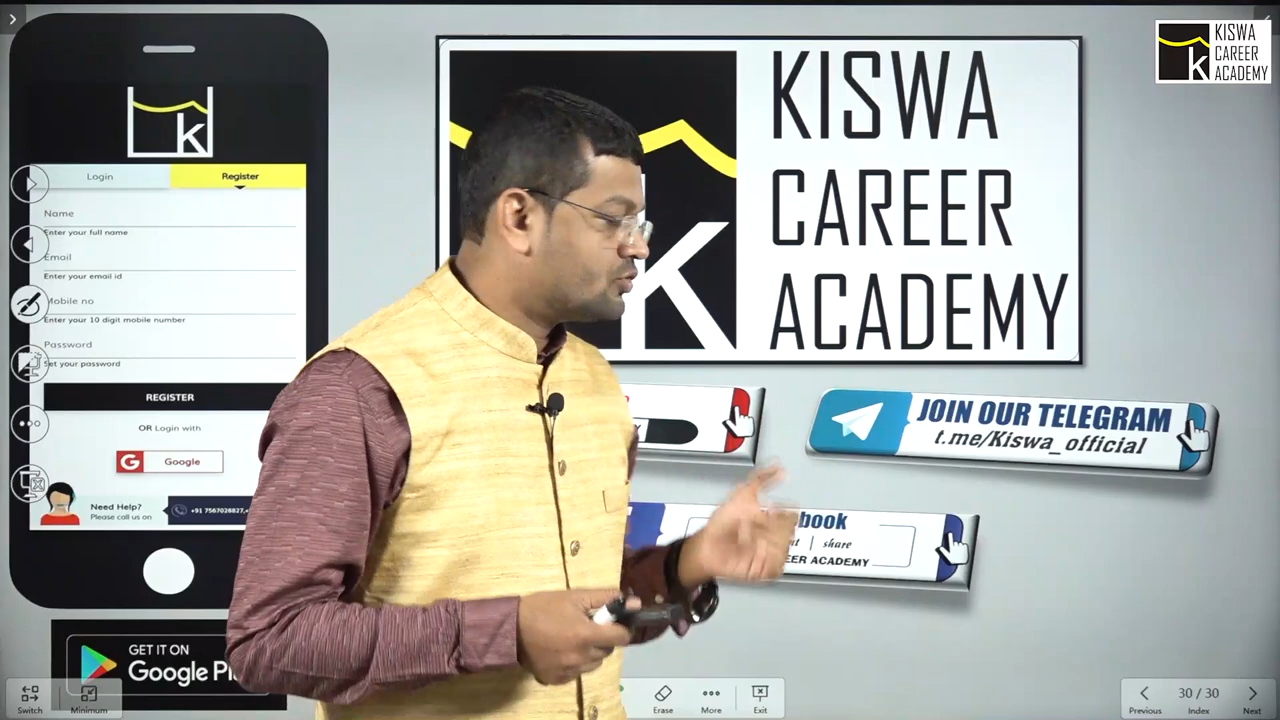 KISWA
CAREER
ACADEMY
k
KISWA
CAREER
ACADEMY
k
k
Login
Register
Name
Enter your full name
Email
Enter your email id
Mobile no
Enter your 10 digit mobile number
Password
Set your password
REGISTER
OR Login with
G Google
Need Help?
Please call us on
+91 7567028827,
JOIN OUR TELEGRAM
t.me/Kiswa_official
book
share
ACADEMY
GET IT ON
Google
Switch
Minimum
Erase
More
Exit
30 / 30
Previous
Index
Next